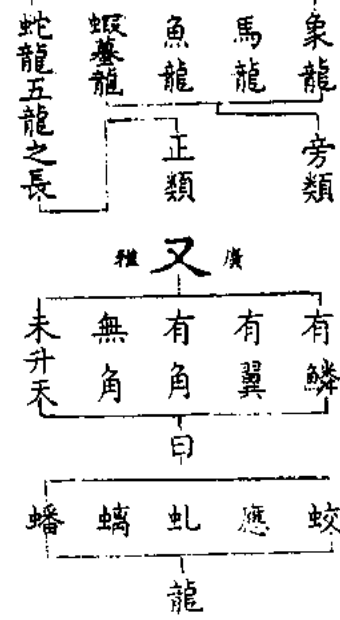 象龍
馬龍
魚龍
蝦蟇龍
蛇龍五龍之長
旁類
正類
廣
又
雅
有鱗
有翼
有角
無角
未升天
曰
蛟
應
虬
螭
蟠
龍